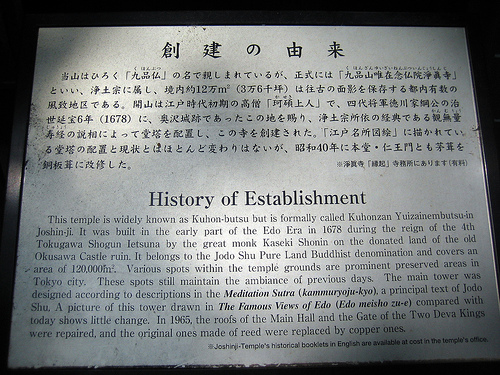 創建の由来
当山はひろく「九品仏」の名で親しまれているが、正式には「九品山唯在念仏院淨眞寺」
といい、浄土宗に属し、境内約12万m²（3万6千坪）は往古の面影を保存する都内有数の
風致地区である。開山は江戸時代初期の高僧「珂碩上人」で、四代将軍徳川家綱公の治
世延宝6年（1678）に、奥沢城跡であったこの地を賜り、浄土宗所依の経典である観無量
寿経の説相によって堂塔を配置し、この寺を創建された。「江戸名所図絵」に描かれてい
る堂塔の配置と現状とはほとんど変わりはないが、昭和40年に本堂・仁王門とも茅葺を
銅板葺に改修した。
※淨眞寺「縁起」寺務所にあります（有料）
History of Establishment
This temple is widely known as Kuhon-butsu but is formally called Kuhonzan Yuizainembutsu-in
Joshin-ji. It was built in the early part of the Edo Era in 1678 during the reign of the 4th
Tokugawa Shogun Ietsuna by the great monk Kaseki Shonin on the donated land of the old
Okusawa Castle ruin. It belongs to the Jodo Shu Pure Land Buddhist denomination and covers an
area of 120,000m². Various spots within the temple grounds are prominent preserved areas in
Tokyo city. These spots still maintain the ambiance of previous days. The main tower was
designed according to descriptions in the Meditation Sutra (kammuryoju-kyo), a principal text of Jodo
Shu. A picture of this tower drawn in The Famous Views of Edo (Edo meisho zu-e) compared with
today shows little change. In 1965, the roofs of the Main Hall and the Gate of the Two Deva Kings
were repaired, and the original ones made of reed were replaced by copper ones.
※Joshinji-Temple's historical booklets in English are available at cost in the temple's office.